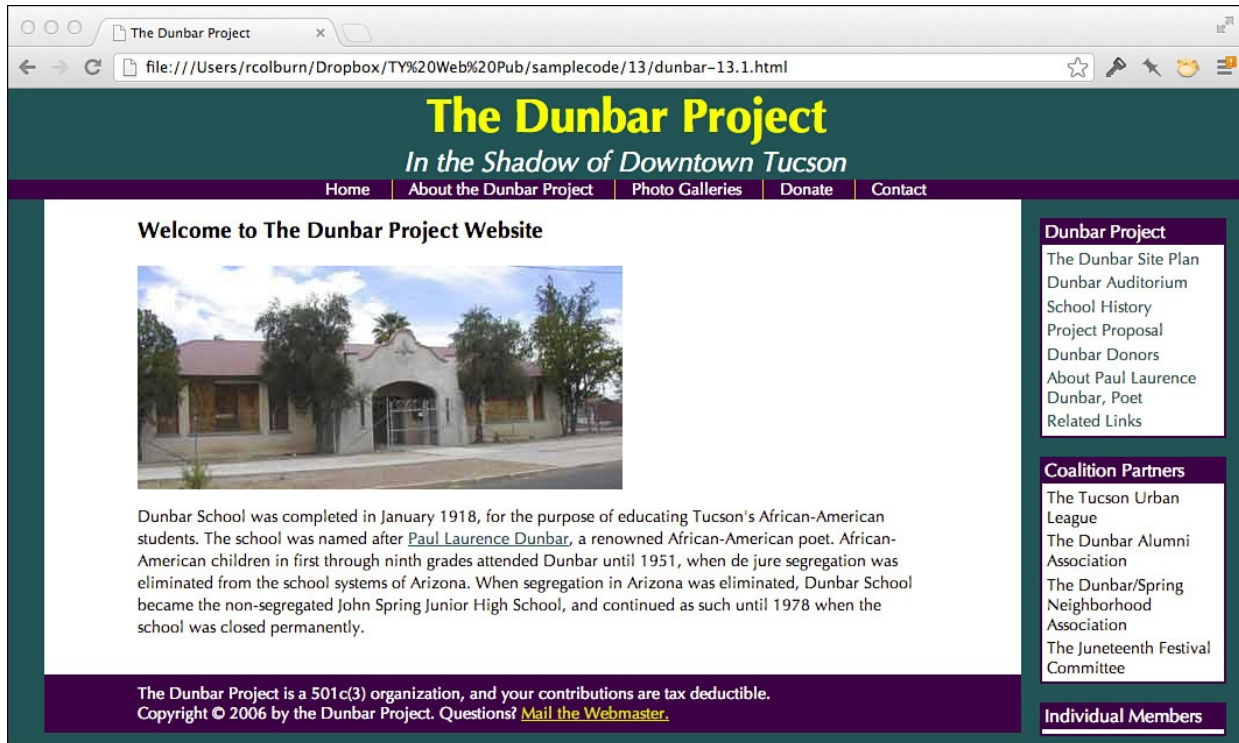 The Dunbar Project
file:///Users/rcolburn/Dropbox/TY%20Web%20Pub/samplecode/13/dunbar-13.1.html
The Dunbar Project
In the Shadow of Downtown Tucson
Home About the Dunbar Project Photo Galleries Donate Contact
Welcome to The Dunbar Project Website
Dunbar School was completed in January 1918, for the purpose of educating Tucson's African-American
students. The school was named after Paul Laurence Dunbar, a renowned African-American poet. African-
American children in first through ninth grades attended Dunbar until 1951, when de jure segregation was
eliminated from the school systems of Arizona. When segregation in Arizona was eliminated, Dunbar School
became the non-segregated John Spring Junior High School, and continued as such until 1978 when the
school was closed permanently.
Dunbar Project
The Dunbar Site Plan
Dunbar Auditorium
School History
Project Proposal
Dunbar Donors
About Paul Laurence
Dunbar, Poet
Related Links
Coalition Partners
The Tucson Urban
League
The Dunbar Alumni
Association
The Dunbar/Spring
Neighborhood
Association
The Juneteenth Festival
Committee
Individual Members
The Dunbar Project is a 501c(3) organization, and your contributions are tax deductible.
Copyright © 2006 by the Dunbar Project. Questions? Mail the Webmaster.